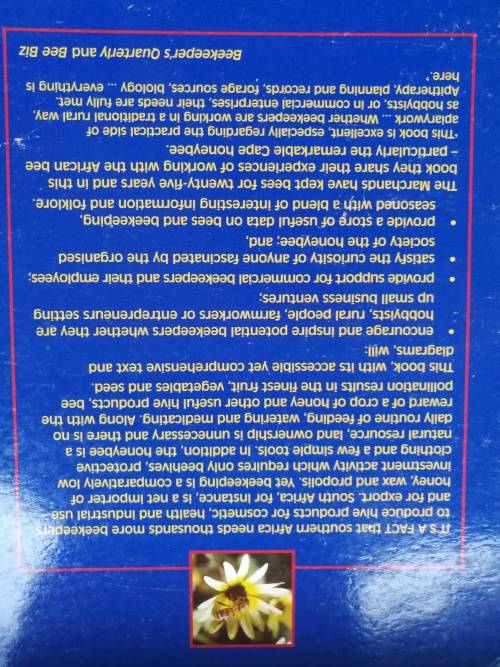 IT'S A FACT that southern Africa needs thousands more beekeepers
to produce hive products for cosmetic, health and industrial use
and for export. South Africa, for instance, is a net importer of
honey, wax and propolis. Yet beekeeping is a comparatively low
investment activity which requires only beehives, protective
clothing and a few simple tools. In addition, the honeybee is a
natural resource, land ownership is unnecessary and there is no
daily routine of feeding, watering and medicating. Along with the
reward of a crop of honey and other useful hive products, bee
pollination results in the finest fruit, vegetables and seed.
This book, with its accessible yet comprehensive text and
diagrams, will:
• encourage and inspire potential beekeepers whether they are
hobbyists, rural people, farmworkers or entrepreneurs setting
up small business ventures;
• provide support for commercial beekeepers and their employees;
• satisfy the curiosity of anyone fascinated by the organised
society of the honeybee; and,
• provide a store of useful data on bees and beekeeping,
seasoned with a blend of interesting information and folklore.
The Marchands have kept bees for twenty-five years and in this
book they share their experiences of working with the African bee
– particularly the remarkable Cape honeybee.
"This book is excellent, especially regarding the practical side of
apiarywork ... Whether beekeepers are working in a traditional rural way,
as hobbyists, or in commercial enterprises, their needs are fully met.
Apitherapy, planning and records, forage sources, biology ... everything is
here."
Beekeeper's Quarterly and Bee Biz